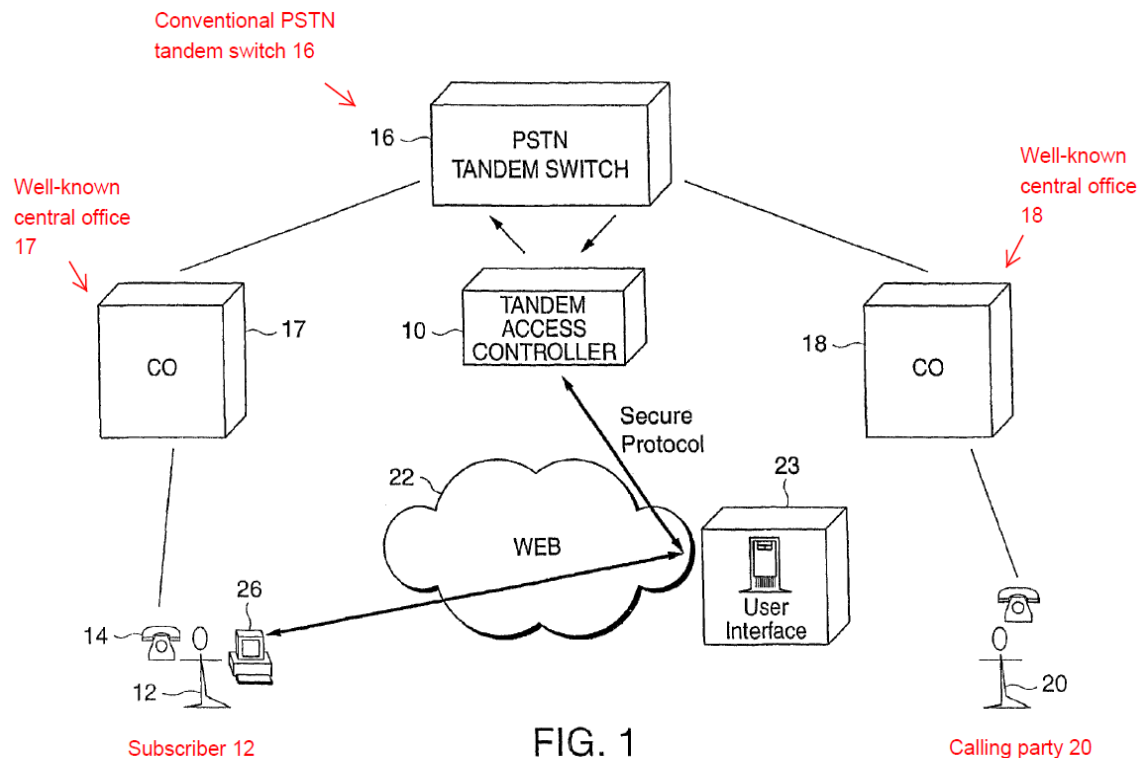 Conventional PSTN
tandem switch 16
16
PSTN
TANDEM SWITCH
Well-known
central office
17
Well-known
central office
18
17
CO
10
TANDEM
ACCESS
CONTROLLER
18
CO
Secure
Protocol
22
WEB
23
User
Interface
14
26
12
20
Subscriber 12
FIG. 1
Calling party 20